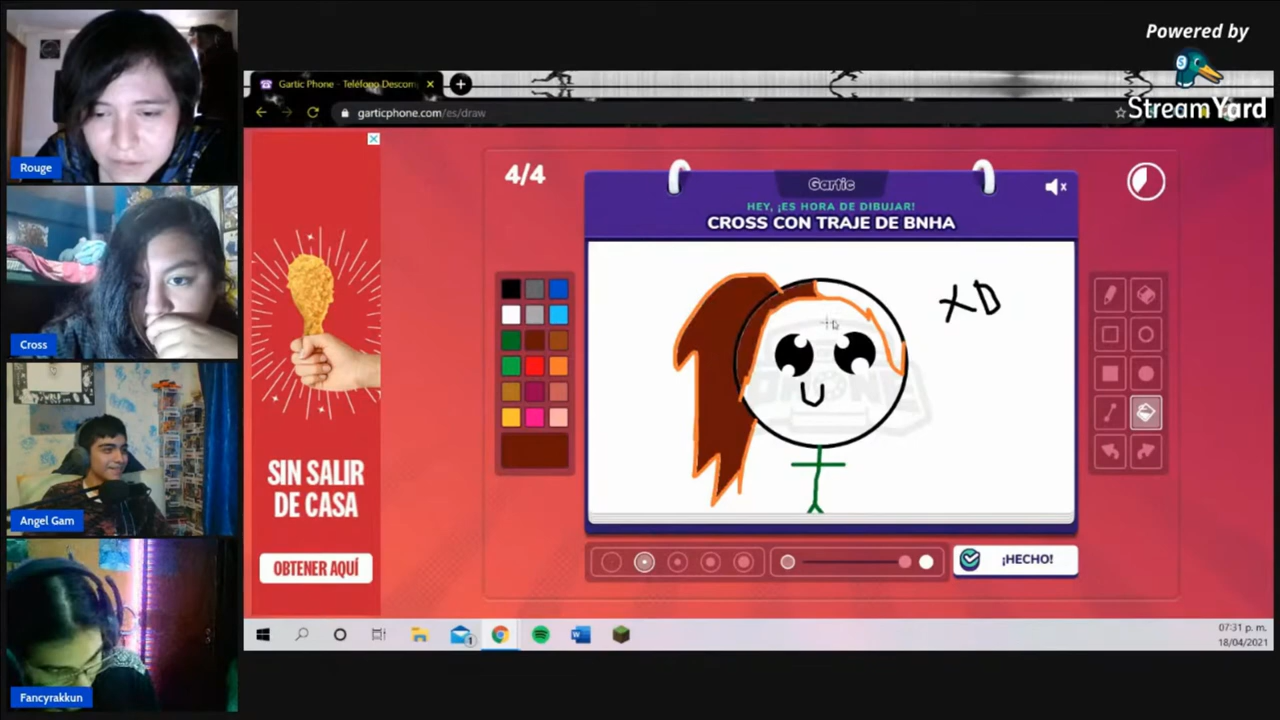 Powered by
StreamYard
Rouge
Cross
Angel Gam
Fancyrakkun
Gartic Phone - Teléfono Descom
garticphone.com/es/draw
4/4
Gartic
HEY, ¡ES HORA DE DIBUJAR!
CROSS CON TRAJE DE BNHA
XD
SIN SALIR
DE CASA
OBTENER AQUÍ
¡HECHO!
07:31 p. m.
18/04/2021